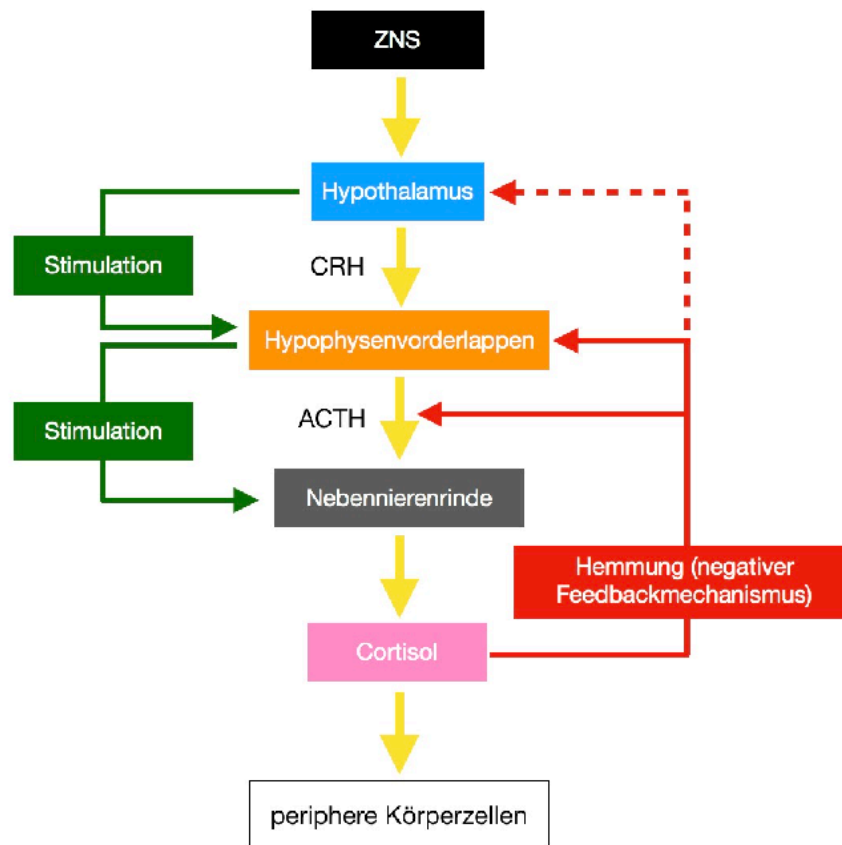 ZNS
Hypothalamus
Stimulation
CRH
Hypophysenvorderlappen
Stimulation
ACTH
Nebennierenrinde
Hemmung (negativer
Feedbackmechanismus)
Cortisol
periphere Körperzellen